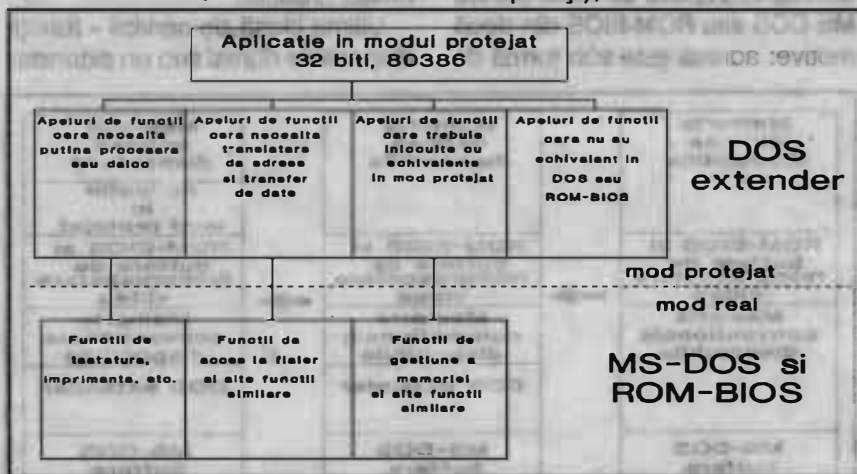 Aplicatie in modul protejat
32 biti, 80386
Apeluri de functii
care necesita
putina procesare
sau deloc
Apeluri de functii
care necesita
translatare
de adrese
si transfer
de date
Apeluri de functii
care trebuie
inlocuite cu
echivalente
in mod protejat
Apeluri de functii
care nu au
echivalent in
DOS sau
ROM-BIOS
DOS
extender
mod protejat
mod real
Functii de
tastatura,
imprimanta, etc.
Functii de
acces la fisier
si alte functii
similare
Functii de
gestiune a
memoriei
si alte functii
similare
MS-DOS si
ROM-BIOS